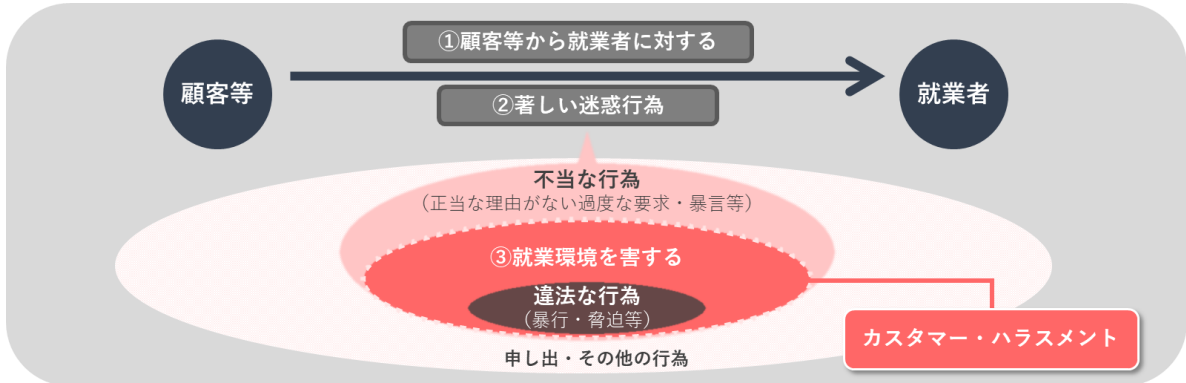 ①顧客等から就業者に対する
顧客等
就業者
②著しい迷惑行為
不当な行為
（正当な理由がない過度な要求・暴言等）
③就業環境を害する
違法な行為
（暴行・脅迫等）
カスタマー・ハラスメント
申し出・その他の行為